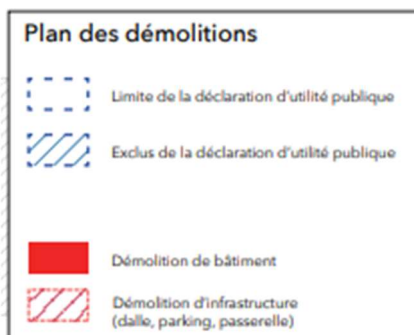 Plan des démolitions
Limite de la déclaration d'utilité publique
Exclus de la déclaration d'utilité publique
Démolition de bâtiment
Démolition d'infrastructure
(dalle, parking, passerelle)